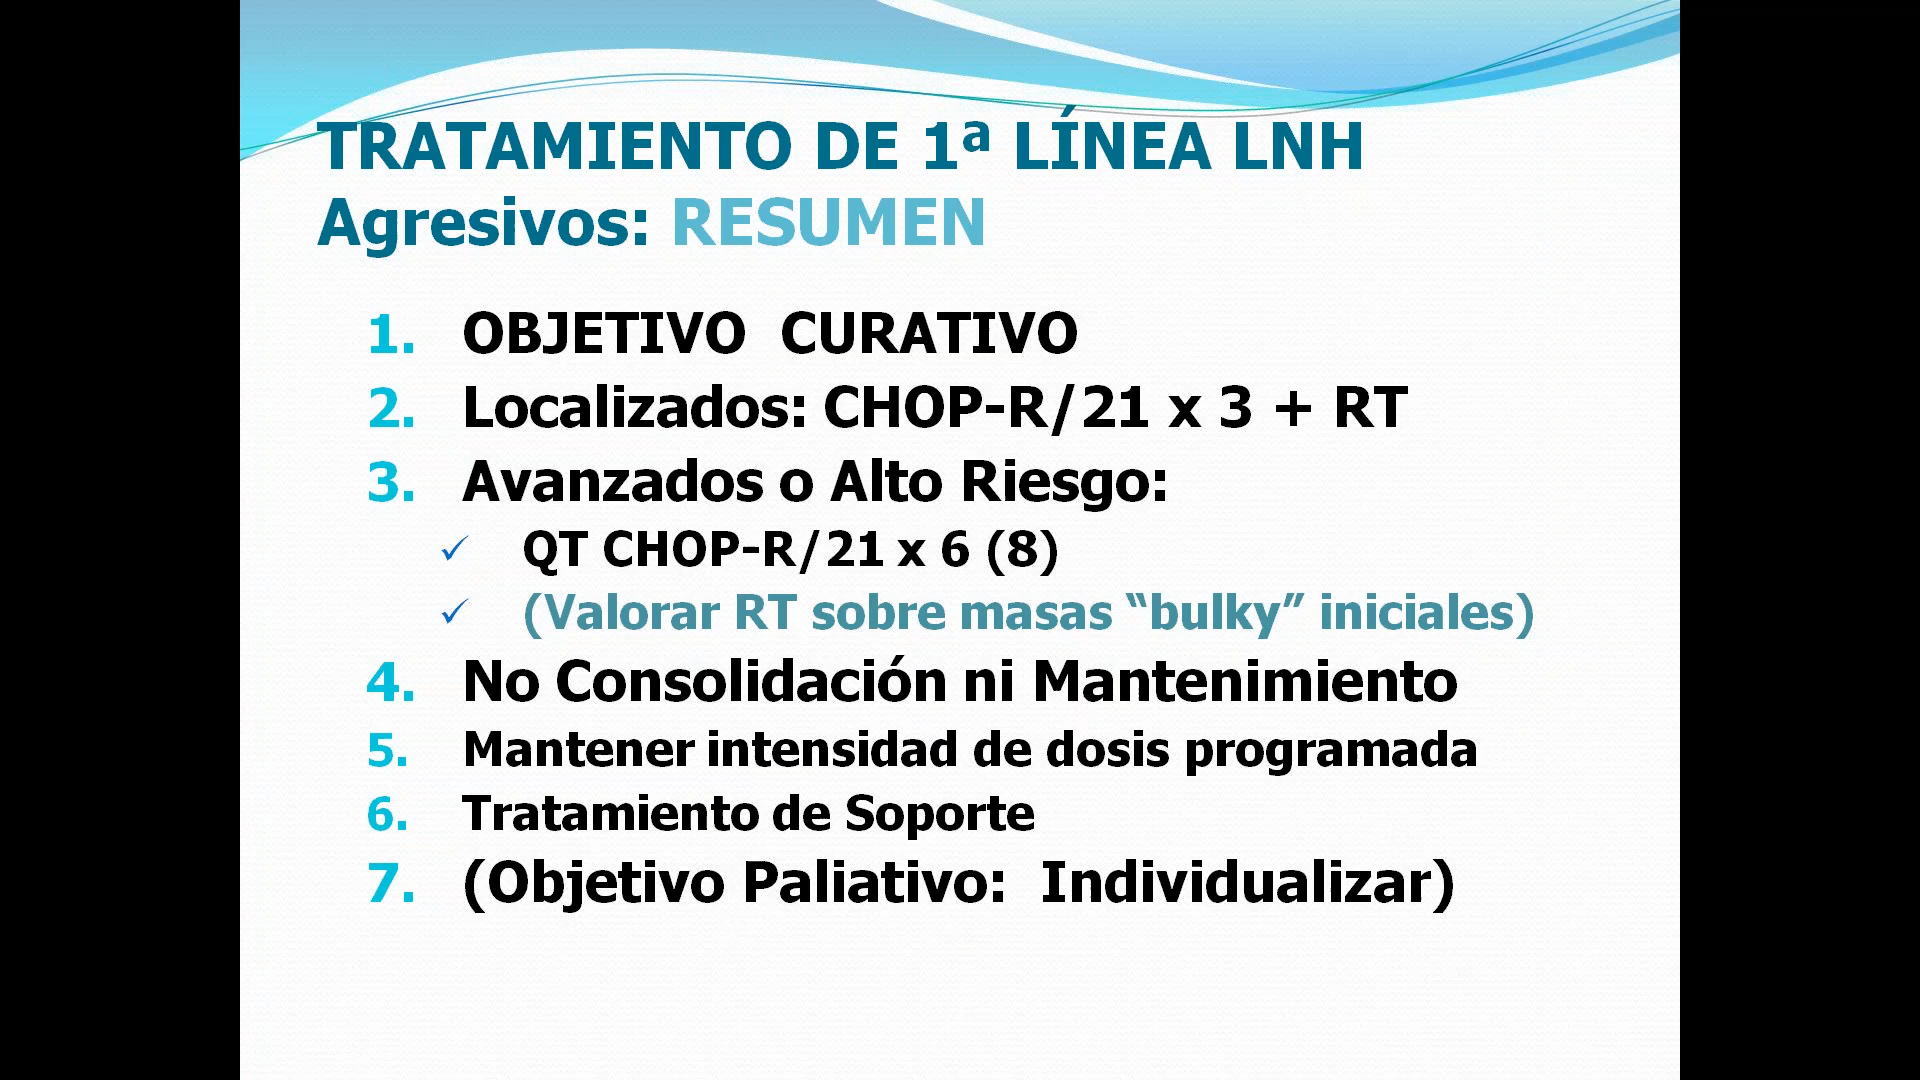 TRATAMIENTO DE 1ª LÍNEA LNH
Agresivos: RESUMEN
1. OBJETIVO CURATIVO
2. Localizados: CHOP-R/21 x 3 + RT
3. Avanzados o Alto Riesgo:
✓ QT CHOP-R/21 x 6 (8)
✓ (Valorar RT sobre masas “bulky” iniciales)
4. No Consolidación ni Mantenimiento
5. Mantener intensidad de dosis programada
6. Tratamiento de Soporte
7. (Objetivo Paliativo: Individualizar)